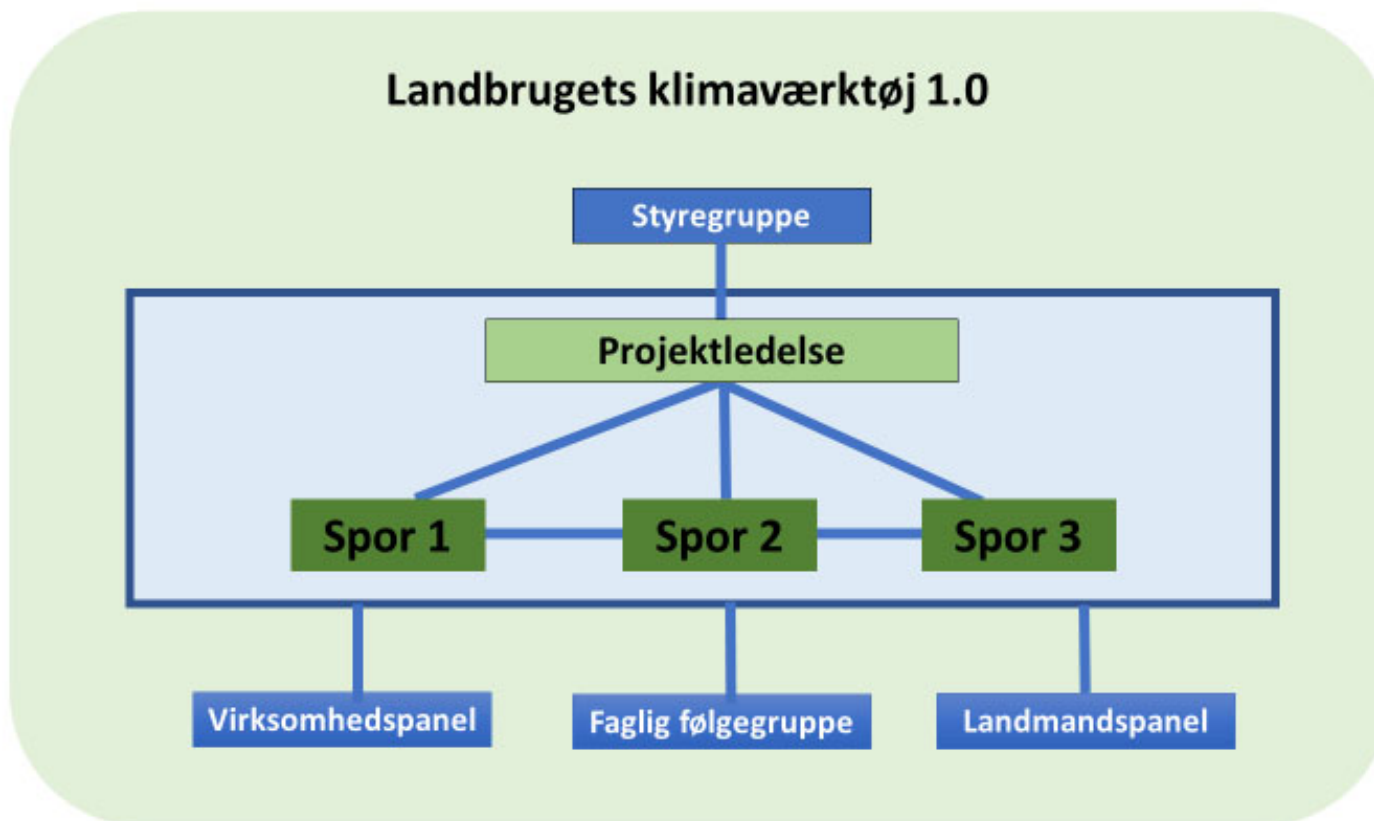 Landbrugets klimaværktøj 1.0
Styregruppe
Projektledelse
Spor 1
Spor 2
Spor 3
Virksomhedspanel
Faglig følgegruppe
Landmandspanel